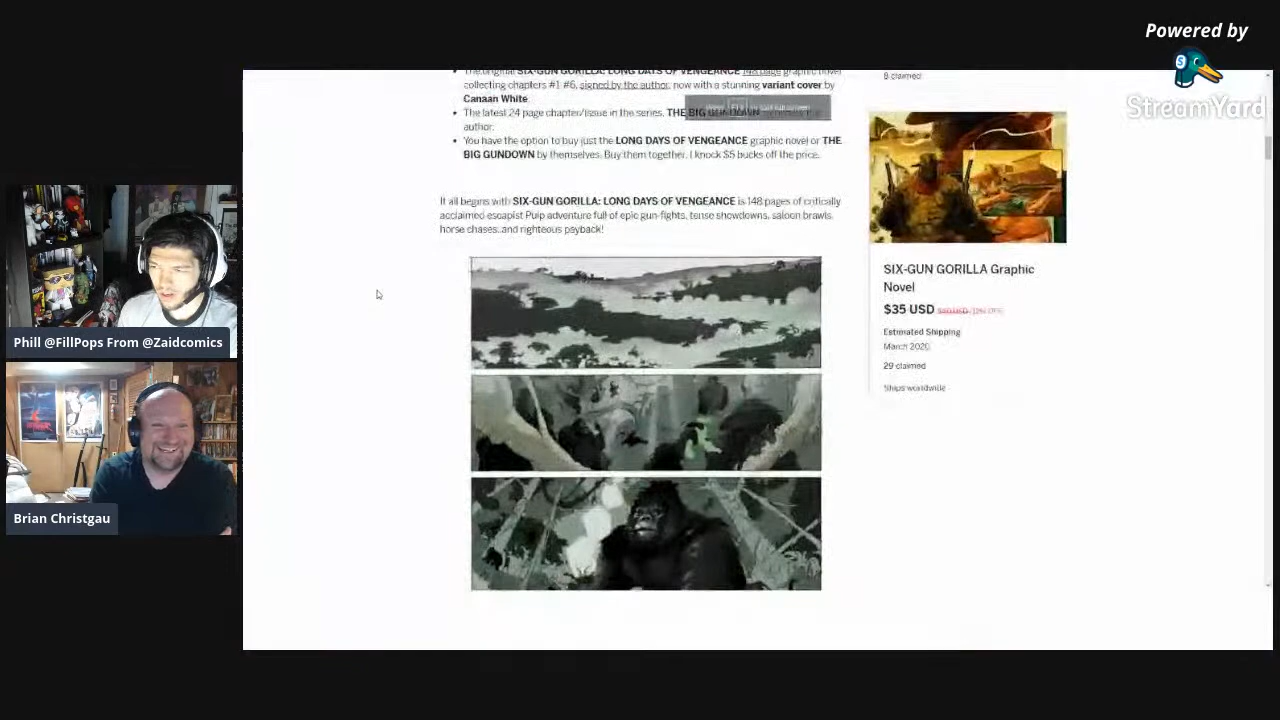 Powered by
StreamYard
The original SIX-GUN GORILLA: LONG DAYS OF VENGEANCE 148 page graphic novel
collecting chapters #1 #6, signed by the author, now with a stunning variant cover by
Canaan White.
The latest 24 page chapter/issue in the series, THE BIG GUNDOWN
author.
You have the option to buy just the LONG DAYS OF VENGEANCE graphic novel or THE
BIG GUNDOWN by themselves. Buy them together, I knock $5 bucks off the price.
It all begins with SIX-GUN GORILLA: LONG DAYS OF VENGEANCE is 148 pages of critically
acclaimed escapist Pulp adventure full of epic gun-fights, tense showdowns, saloon brawls,
horse chases..and righteous payback!
8 claimed
SIX-GUN GORILLA Graphic
Novel
$35 USD
Estimated Shipping
March 2020
29 claimed
Ships worldwide
Phill @FillPops From @Zaidcomics
Brian Christgau